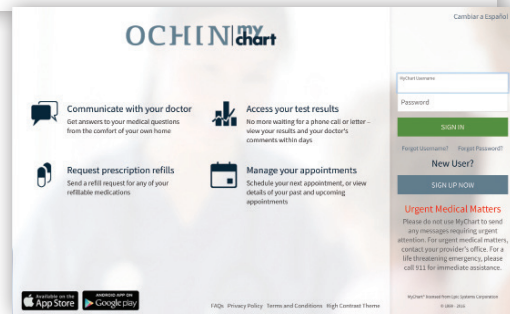 Cambiar a Español
OCHIN my chart
MyChart Username
Password
SIGN IN
Forgot Username? Forgot Password?
New User?
SIGN UP NOW
Urgent Medical Matters
Please do not use MyChart to send
any messages requiring urgent
attention. For urgent medical matters,
contact your provider's office. For a
life threatening emergency, please
call 911 for immediate assistance.
Communicate with your doctor
Get answers to your medical questions
from the comfort of your own home
Access your test results
No more waiting for a phone call or letter –
view your results and your doctor's
comments within days
Request prescription refills
Send a refill request for any of your
refillable medications
Manage your appointments
Schedule your next appointment, or view
details of your past and upcoming
appointments
Available on the
App Store
ANDROID APP ON
Google play
FAQs Privacy Policy Terms and Conditions High Contrast Theme
MyChart® licensed from Epic Systems Corporation